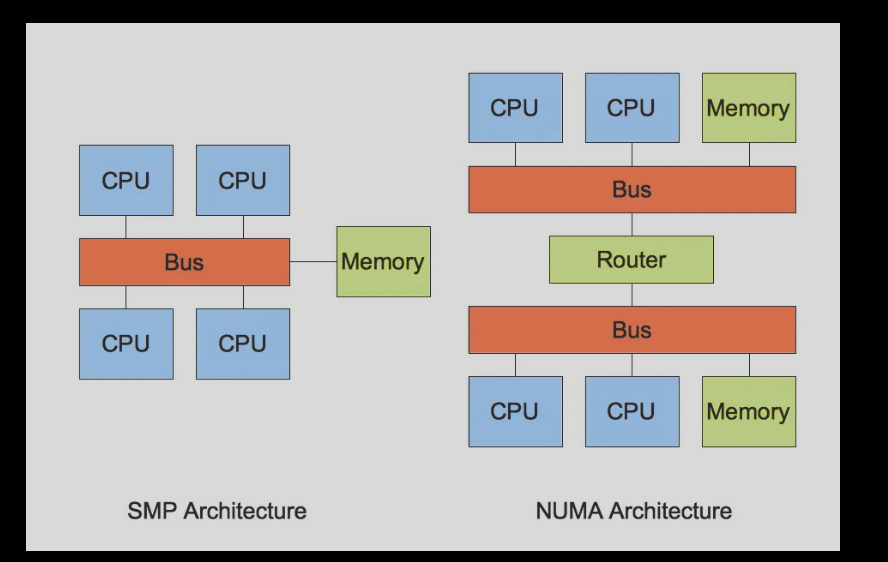 CPU CPU
Bus
Memory
CPU CPU
SMP Architecture
CPU CPU Memory
Bus
Router
Bus
CPU CPU Memory
NUMA Architecture